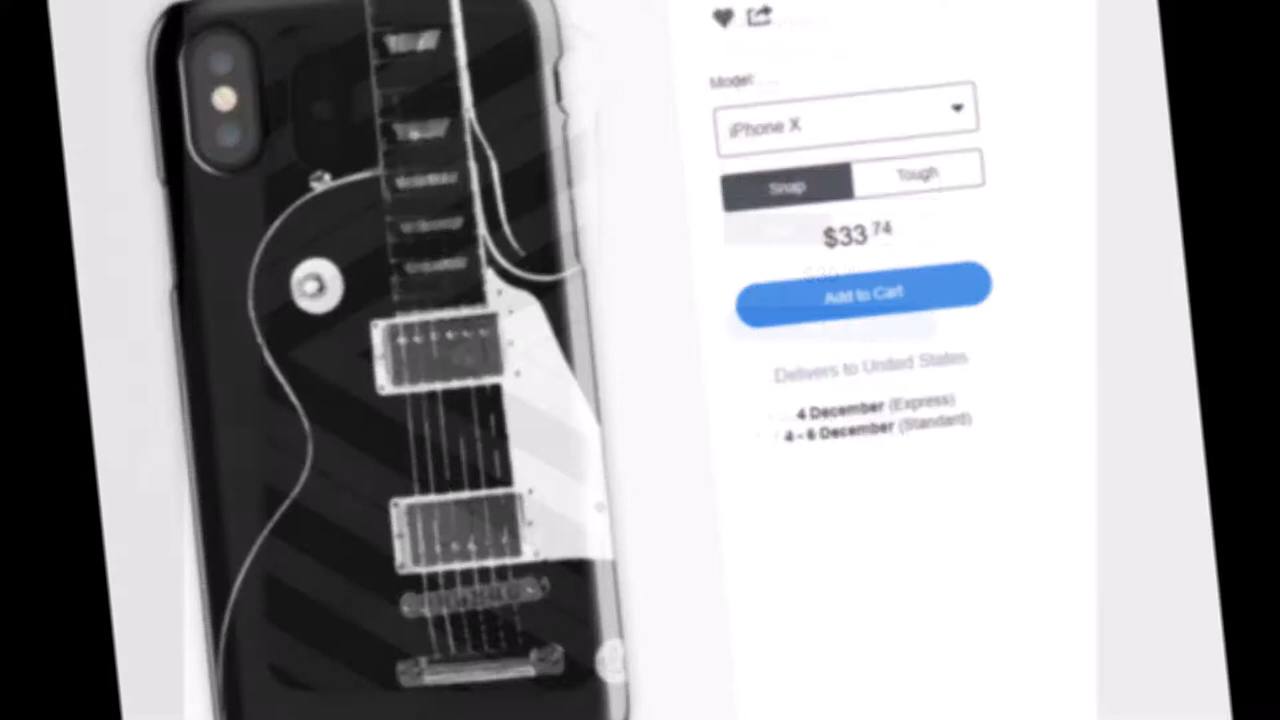 Model:
iPhone X
Snap
Tough
$33.74
Add to Cart
Delivers to United States
4 December (Express)
4 - 6 December (Standard)